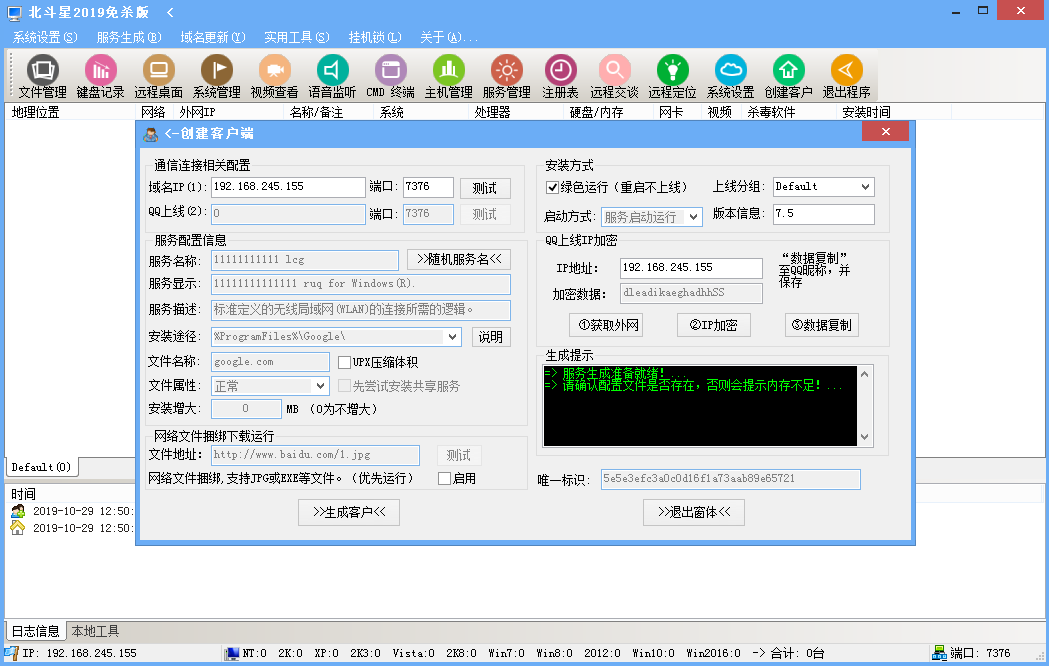 北斗星2019免杀版 <
系统设置(S) 服务生成(B) 域名更新(Y) 实用工具(S) 挂机锁(L) 关于(A)...
文件管理 键盘记录 远程桌面 系统管理 视频查看 语音监听 CMD 终端 主机管理 服务管理 注册表 远程交谈 远程定位 系统设置 创建客户 退出程序
地理位置 网络 外网IP 名称/备注 系统 处理器 硬盘/内存 网卡 视频 杀毒软件 安装时间
<-创建客户端
通信连接相关配置
域名IP(1): 192.168.245.155 端口: 7376 测试
QQ上线(2): 0 端口: 7376 测试
服务配置信息
服务名称: 11111111111 lcg >>随机服务名<<
服务显示: 11111111111111 ruq for Windows(R).
服务描述: 标准定义的无线局域网(WLAN)的连接所需的逻辑。
安装途径: %ProgramFiles%\Google\ 说明
文件名称: google.com UPX压缩体积
文件属性: 正常 先尝试安装共享服务
安装增大: 0 MB (0为不增大)
网络文件捆绑下载运行
文件地址: http://www.baidu.com/1.jpg 测试
网络文件捆绑,支持JPG或EXE等文件。(优先运行) 启用
>>生成客户<<
安装方式
绿色运行(重启不上线) 上线分组: Default
启动方式: 服务启动运行 版本信息: 7.5
QQ上线IP加密
IP地址: 192.168.245.155
加密数据: dleadikaeghadhhSS
“数据复制”
至QQ昵称，并
保存
①获取外网 ②IP加密 ③数据复制
生成提示
=> 服务生成准备就绪! ...
=> 请确认配置文件是否存在，否则会提示内存不足! ...
唯一标识: 5e5e3efc3a0c0d16f1a73aab89e65721
>>退出窗体<<
Default(0)
时间
2019-10-29 12:50:
2019-10-29 12:50:
日志信息 本地工具
IP: 192.168.245.155 NT:0 2K:0 XP:0 2K3:0 Vista:0 2K8:0 Win7:0 Win8:0 2012:0 Win10:0 Win2016:0 -> 合计: 0台 端口: 7376